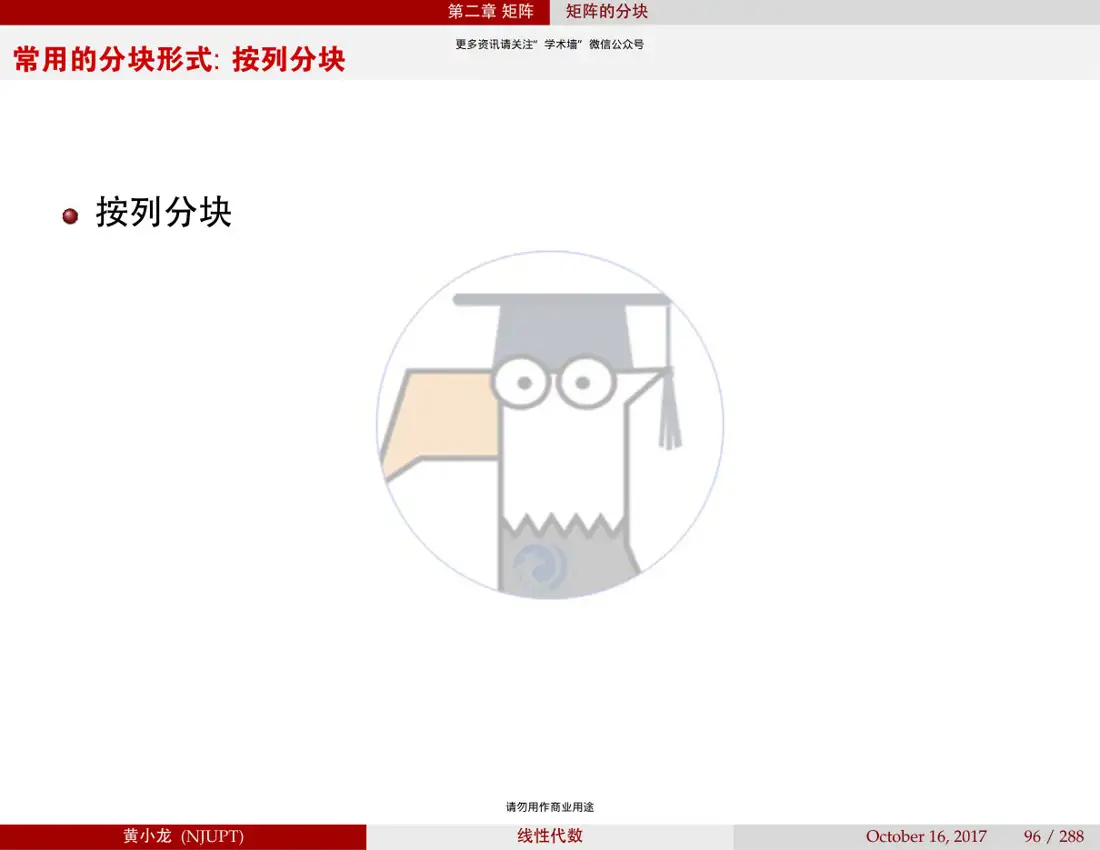 第二章 矩阵 矩阵的分块
更多资讯请关注“学术墙”微信公众号
常用的分块形式: 按列分块
按列分块
请勿用作商业用途
黄小龙 (NJUPT) 线性代数 October 16, 2017 96 / 288